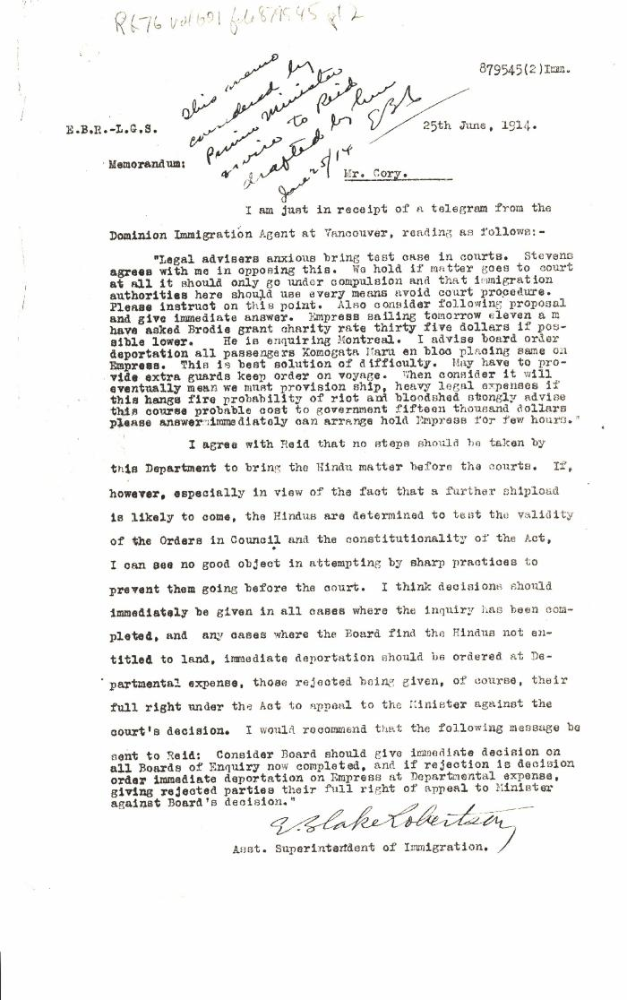 RG76 vol 601 file 879545 pt 2
879545(2)Imm.
This memo
considered by
Prime Minister
wire to Reid
drafted by him
EBR
June 25/14
E.B.R.-L.G.S.
25th June, 1914.
Memorandum:
Mr. Cory.
I am just in receipt of a telegram from the
Dominion Immigration Agent at Vancouver, reading as follows:-
"Legal advisers anxious bring test case in courts. Stevens
agrees with me in opposing this. We hold if matter goes to court
at all it should only go under compulsion and that immigration
authorities here should use every means avoid court procedure.
Please instruct on this point. Also consider following proposal
and give immediate answer. Empress sailing tomorrow eleven a m
have asked Brodie grant charity rate thirty five dollars if pos-
sible lower. He is enquiring Montreal. I advise board order
deportation all passengers Komogata Maru en bloc placing same on
Empress. This is best solution of difficulty. May have to pro-
vide extra guards keep order on voyage. When consider it will
eventually mean we must provision ship, heavy legal expenses if
this hangs fire probability of riot and bloodshed stongly advise
this course probable cost to government fifteen thousand dollars
please answer immediately can arrange hold Empress for few hours."
I agree with Reid that no steps should be taken by
this Department to bring the Hindu matter before the courts. If,
however, especially in view of the fact that a further shipload
is likely to come, the Hindus are determined to test the validity
of the Orders in Council and the constitutionality of the Act,
I can see no good object in attempting by sharp practices to
prevent them going before the court. I think decisions should
immediately be given in all cases where the inquiry has been com-
pleted, and any cases where the Board find the Hindus not en-
titled to land, immediate deportation should be ordered at De-
partmental expense, those rejected being given, of course, their
full right under the Act to appeal to the Minister against the
court's decision. I would recommend that the following message be
sent to Reid: Consider Board should give immediate decision on
all Boards of Enquiry now completed, and if rejection is decision
order immediate deportation on Empress at Departmental expense,
giving rejected parties their full right of appeal to Minister
against Board's decision."
E. Blake Robertson
Asst. Superintendent of Immigration.